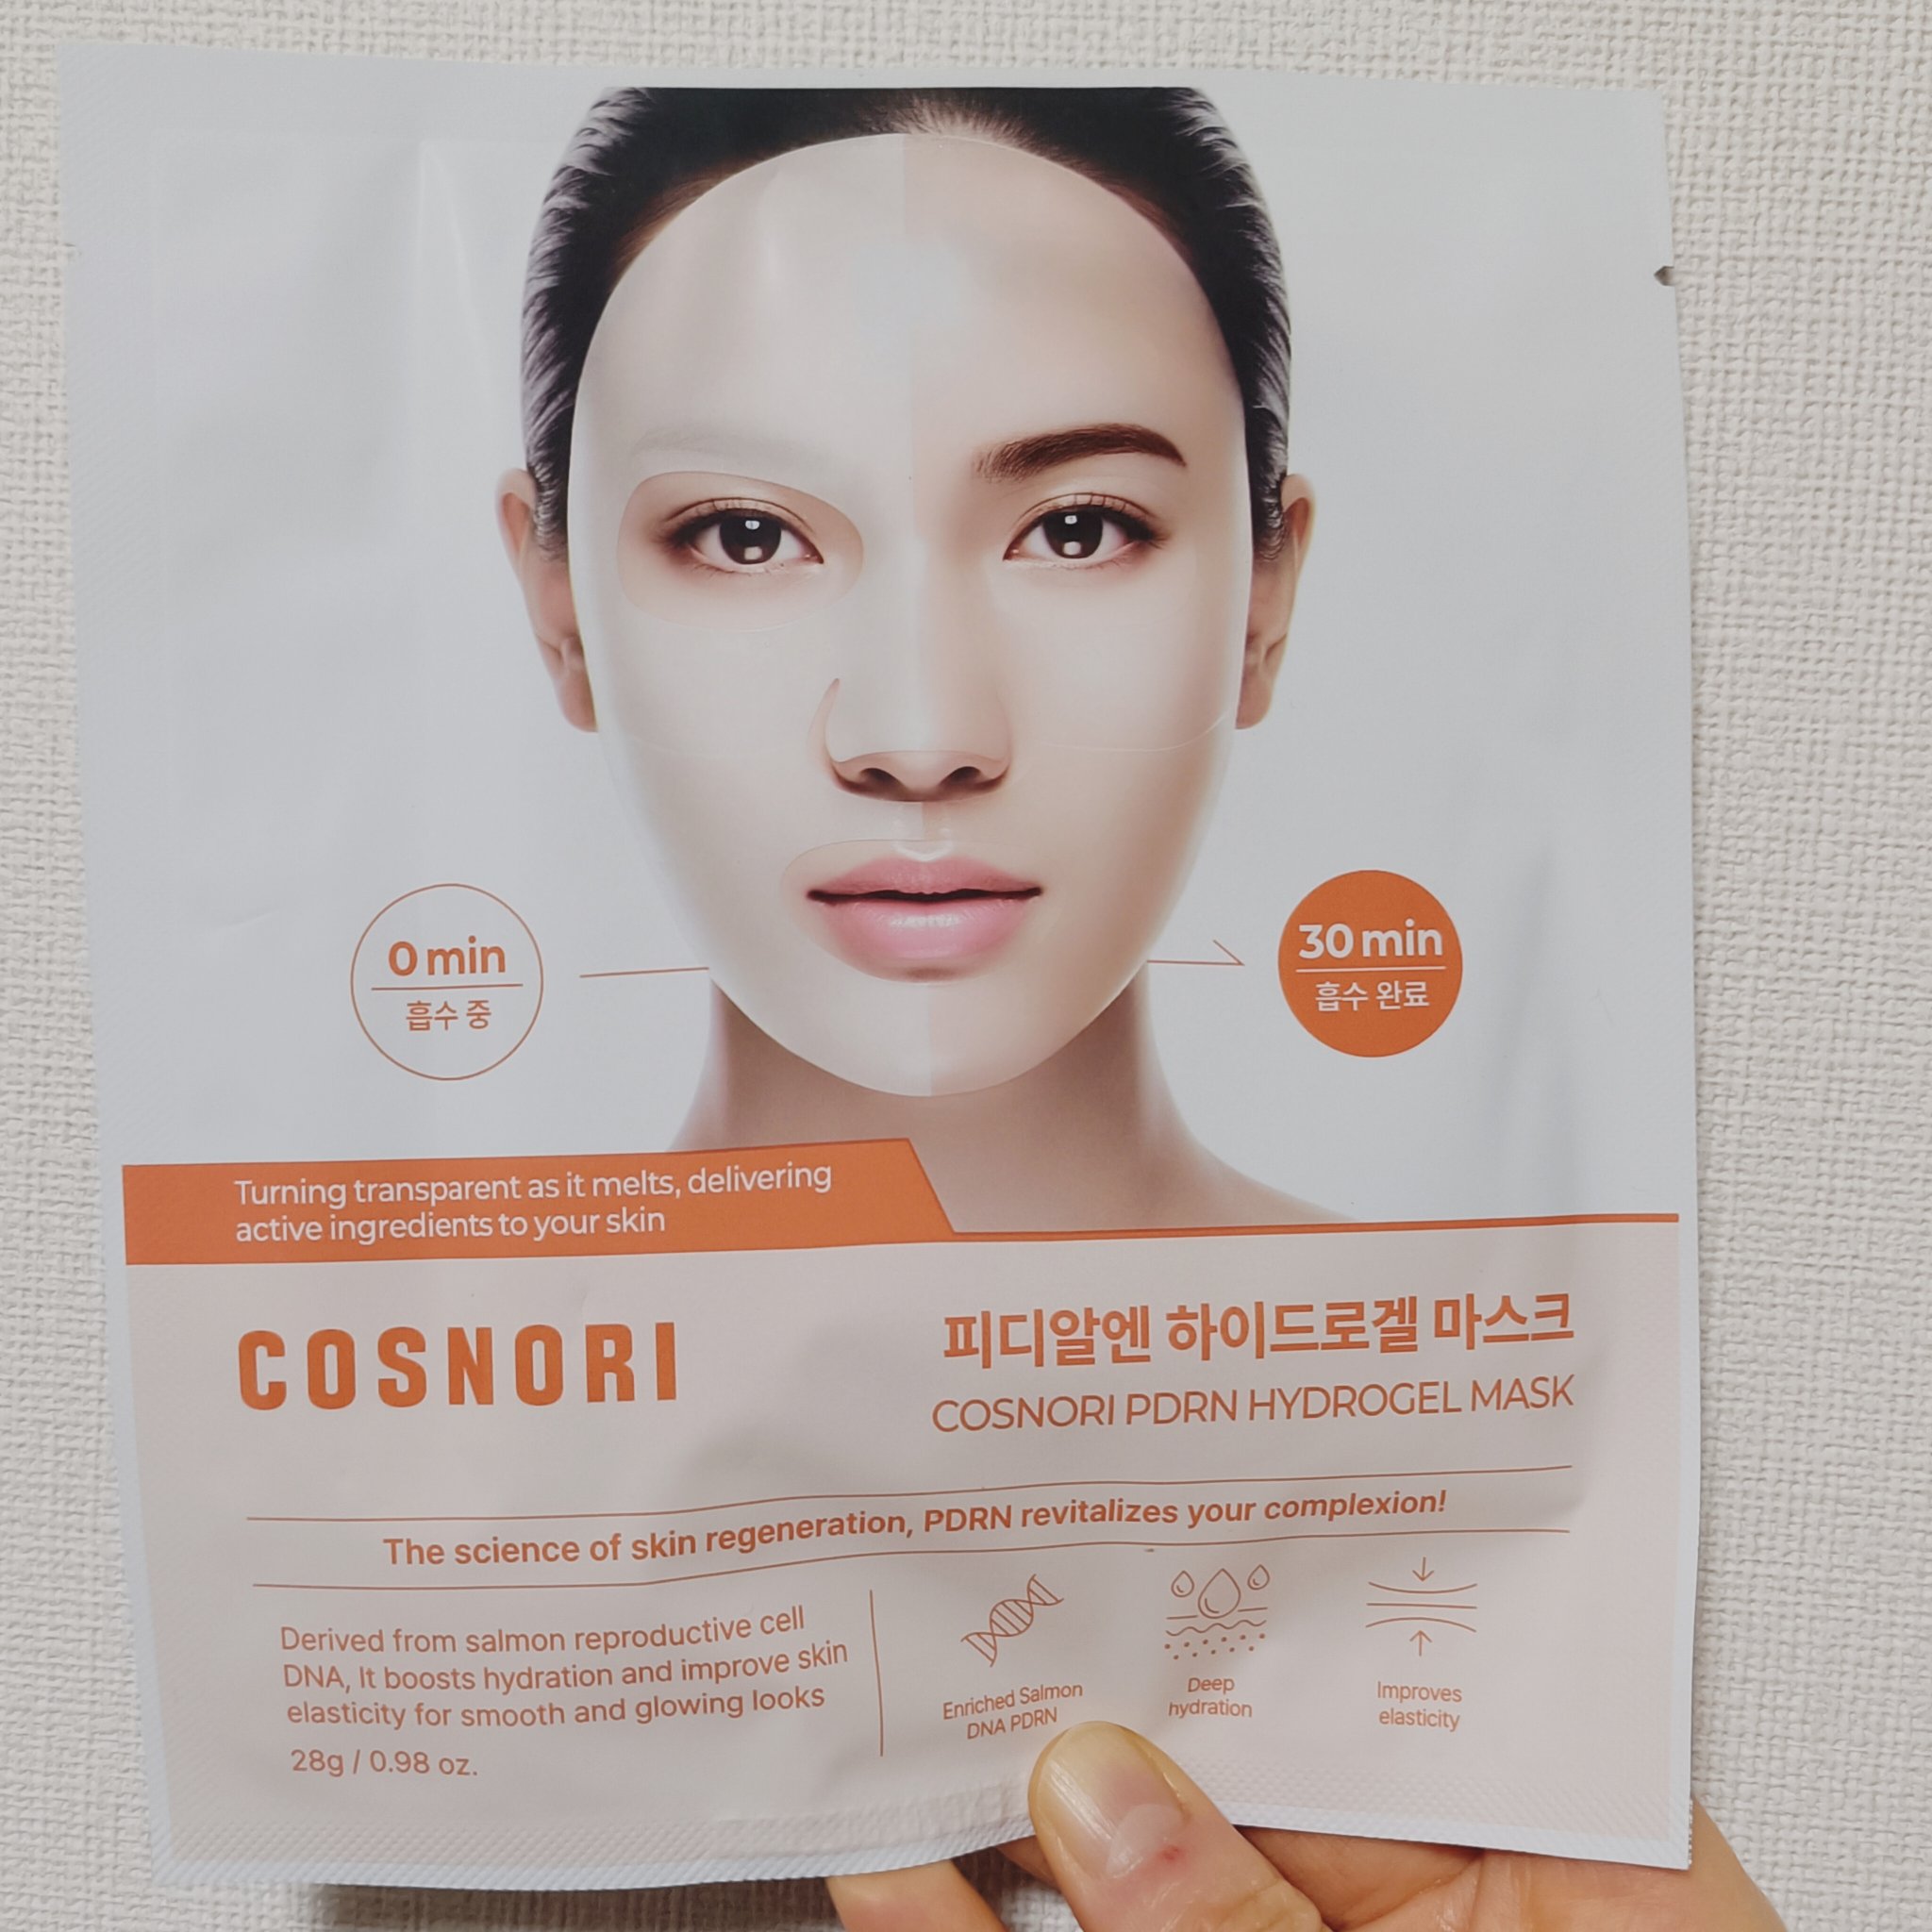 0 min
흡수 중
30 min
흡수 완료
Turning transparent as it melts, delivering
active ingredients to your skin
COSNORI
피디알엔 하이드로겔 마스크
COSNORI PDRN HYDROGEL MASK
The science of skin regeneration, PDRN revitalizes your complexion!
Derived from salmon reproductive cell
DNA, It boosts hydration and improve skin
elasticity for smooth and glowing looks
28g / 0.98 oz.
Enriched Salmon
DNA PDRN
Deep
hydration
Improves
elasticity